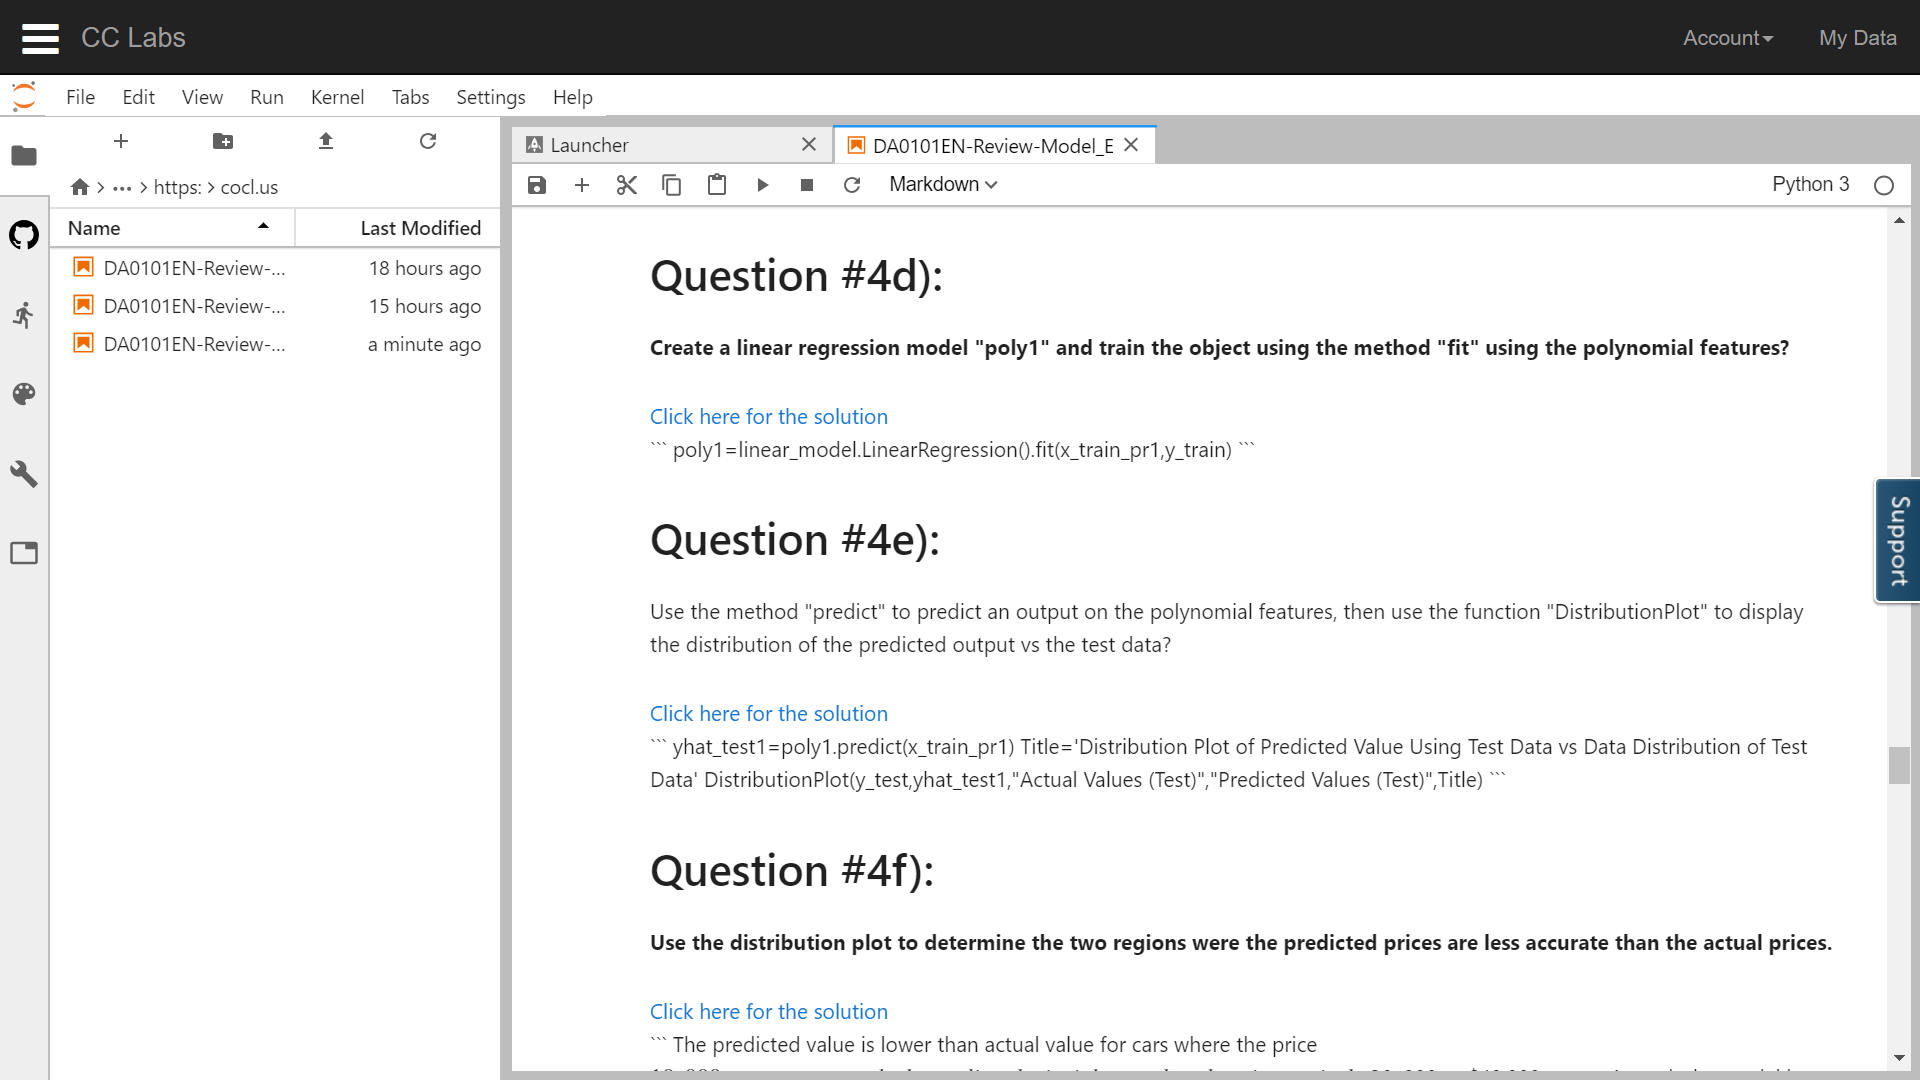 CC Labs
Account
My Data
File Edit View Run Kernel Tabs Settings Help
Launcher
DA0101EN-Review-Model_E
… https: cocl.us
Markdown
Python 3
Name Last Modified
DA0101EN-Review-... 18 hours ago
DA0101EN-Review-... 15 hours ago
DA0101EN-Review-... a minute ago
Question #4d):
Create a linear regression model "poly1" and train the object using the method "fit" using the polynomial features?
Click here for the solution
``` poly1=linear_model.LinearRegression().fit(x_train_pr1,y_train) ```
Question #4e):
Use the method "predict" to predict an output on the polynomial features, then use the function "DistributionPlot" to display
the distribution of the predicted output vs the test data?
Click here for the solution
``` yhat_test1=poly1.predict(x_train_pr1) Title='Distribution Plot of Predicted Value Using Test Data vs Data Distribution of Test
Data' DistributionPlot(y_test,yhat_test1,"Actual Values (Test)","Predicted Values (Test)",Title) ```
Question #4f):
Use the distribution plot to determine the two regions were the predicted prices are less accurate than the actual prices.
Click here for the solution
``` The predicted value is lower than actual value for cars where the price
Support